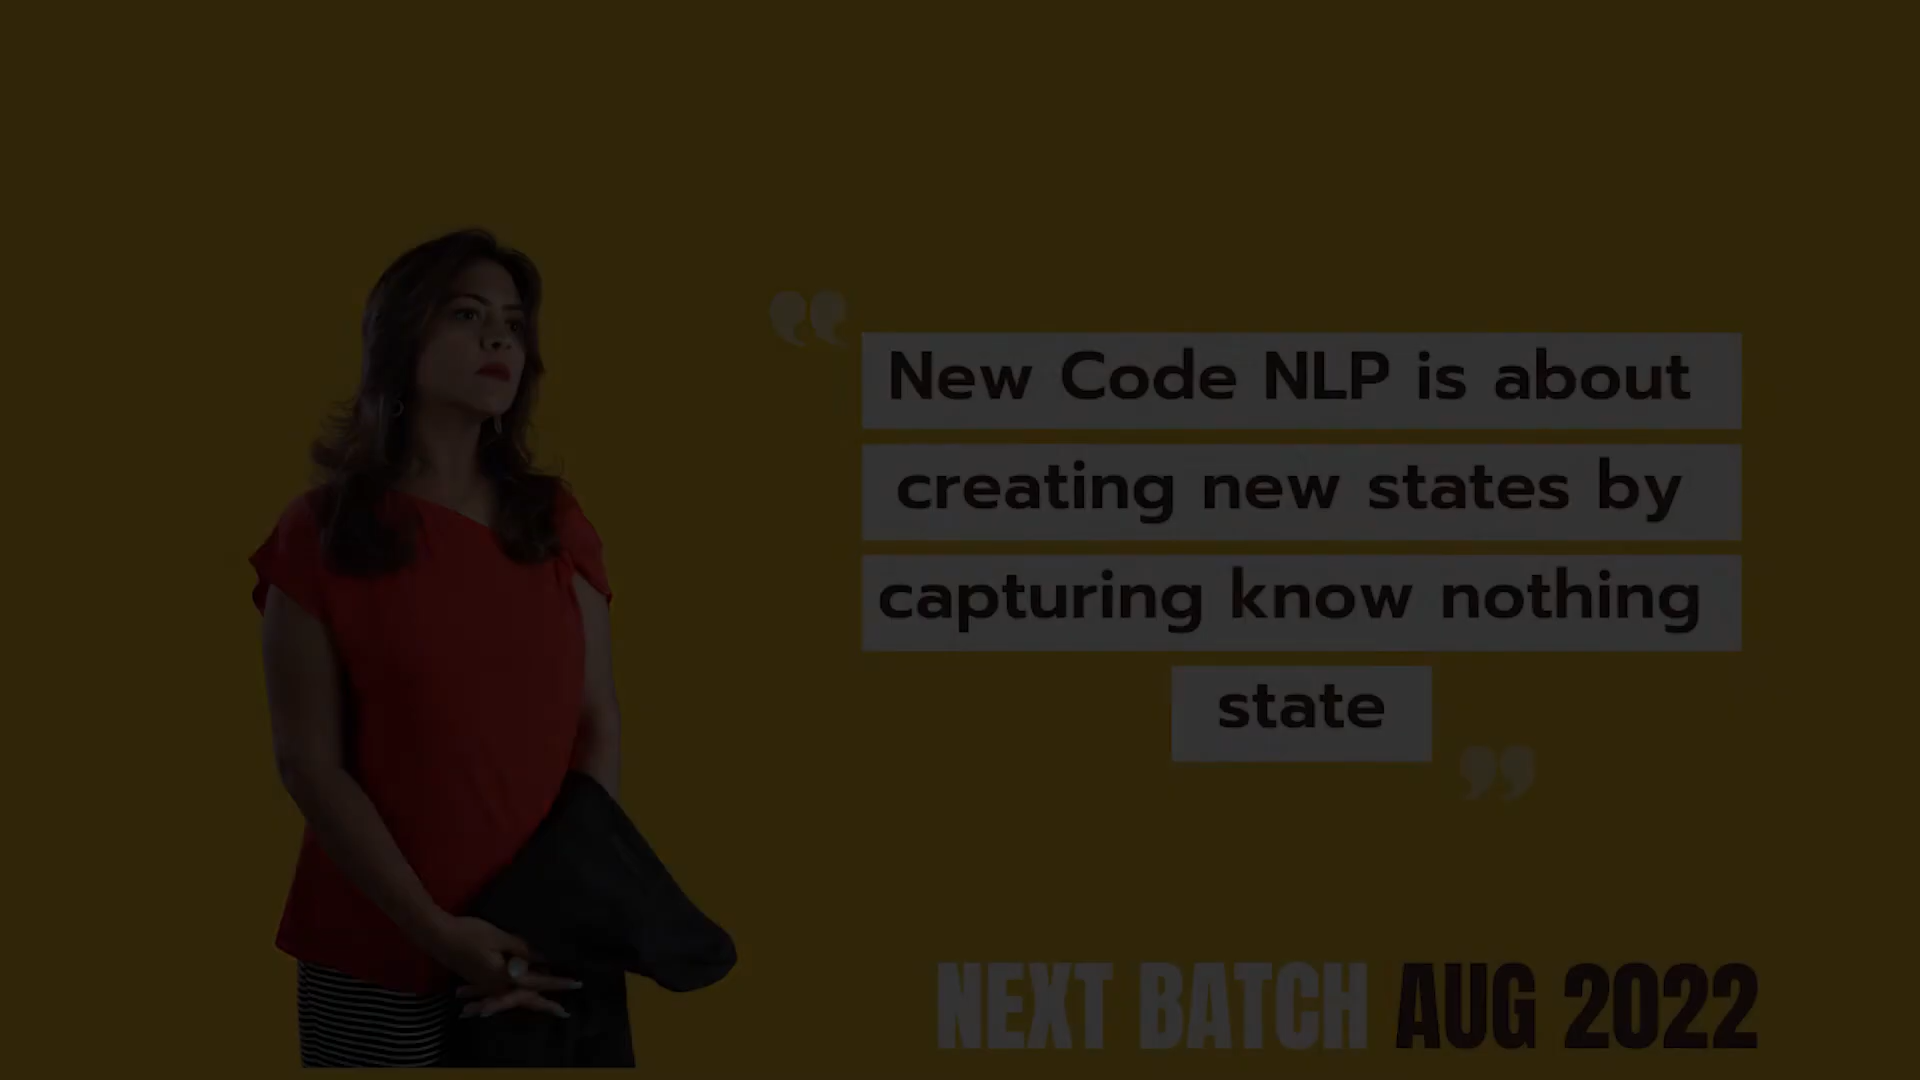 “
New Code NLP is about
creating new states by
capturing know nothing
state
”
NEXT BATCH AUG 2022